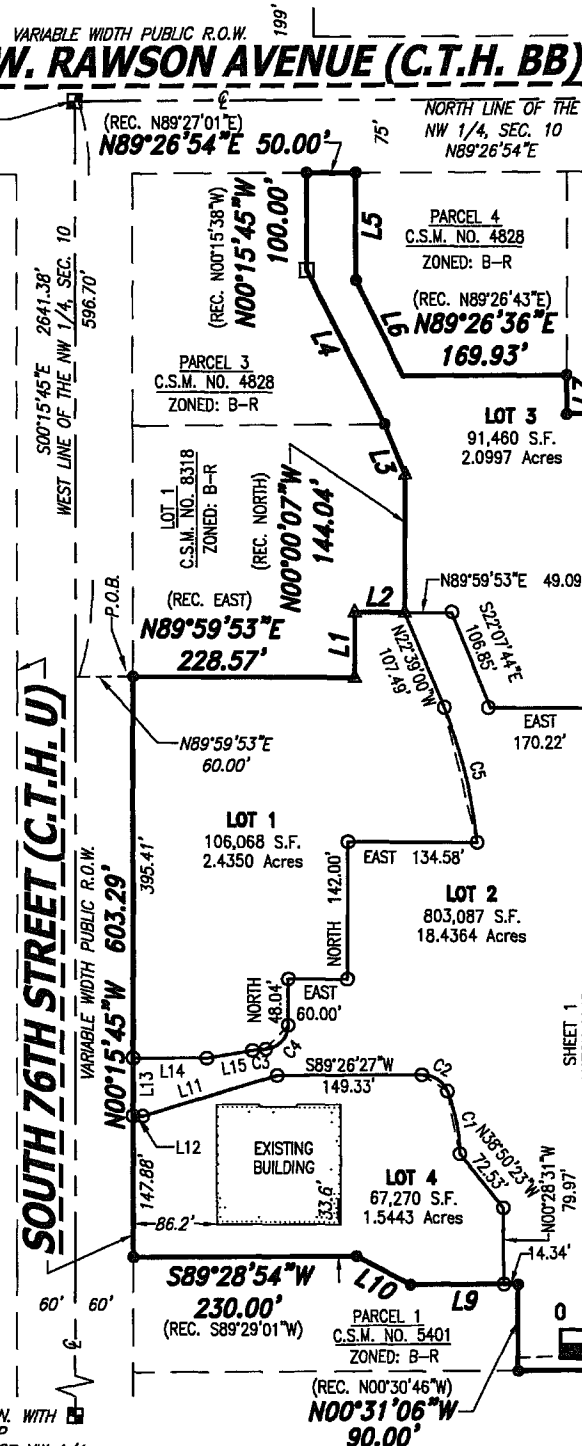 VARIABLE WIDTH PUBLIC R.O.W.
199'
W. RAWSON AVENUE (C.T.H. BB)
℄
(REC. N89°27'01"E)
N89°26'54"E 50.00'
75'
NORTH LINE OF THE
NW 1/4, SEC. 10
N89°26'54"E
S00°15'45"E 2641.38'
WEST LINE OF THE NW 1/4, SEC. 10
596.70'
(REC. N00°15'38"W)
N00°15'45"W
100.00'
L5
PARCEL 4
C.S.M. NO. 4828
ZONED: B-R
L4
L6
(REC. N89°26'43"E)
N89°26'36"E
169.93'
L7
PARCEL 3
C.S.M. NO. 4828
ZONED: B-R
LOT 3
91,460 S.F.
2.0997 Acres
L3
LOT 1
C.S.M. NO. 8318
ZONED: B-R
(REC. NORTH)
N00°00'07"W
144.04'
P.O.B.
(REC. EAST)
N89°59'53"E
228.57'
L1
L2
N89°59'53"E 49.09
S22°07'44"E
106.85'
N22°39'00"W
107.49'
EAST
170.22'
N89°59'53"E
60.00'
C5
SOUTH 76TH STREET (C.T.H. U)
VARIABLE WIDTH PUBLIC R.O.W.
N00°15'45"W 603.29'
395.41'
LOT 1
106,068 S.F.
2.4350 Acres
EAST 134.58'
NORTH 142.00'
LOT 2
803,087 S.F.
18.4364 Acres
NORTH
48.04'
EAST
60.00'
C4
L14
L15
C3
L13
L11
L12
S89°26'27"W
149.33'
C2
C1
N38°50'23"W
72.53'
N00°28'31"W
79.97'
SHEET 1
EXISTING
BUILDING
33.6'
LOT 4
67,270 S.F.
1.5443 Acres
147.88'
86.2'
14.34'
S89°28'54"W
230.00'
(REC. S89°29'01"W)
L10
L9
0
60'
60'
℄
PARCEL 1
C.S.M. NO. 5401
ZONED: B-R
(REC. N00°30'46"W)
N00°31'06"W
90.00'
N. WITH